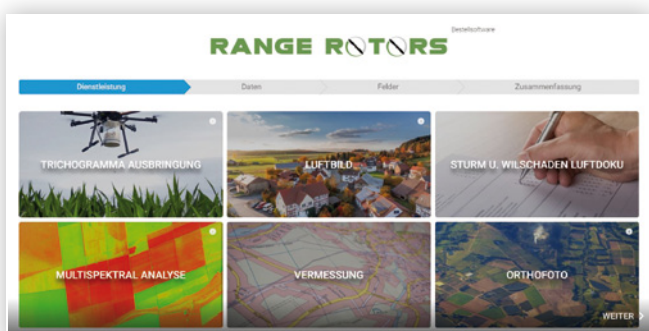 Bestellsoftware
RANGE ROTORS
Dienstleistung
Daten
Felder
Zusammenfassung
TRICHOGRAMMA AUSBRINGUNG
LUFTBILD
STURM U. WILSCHADEN LUFTDOKU
MULTISPEKTRAL ANALYSE
VERMESSUNG
ORTHOFOTO
WEITER